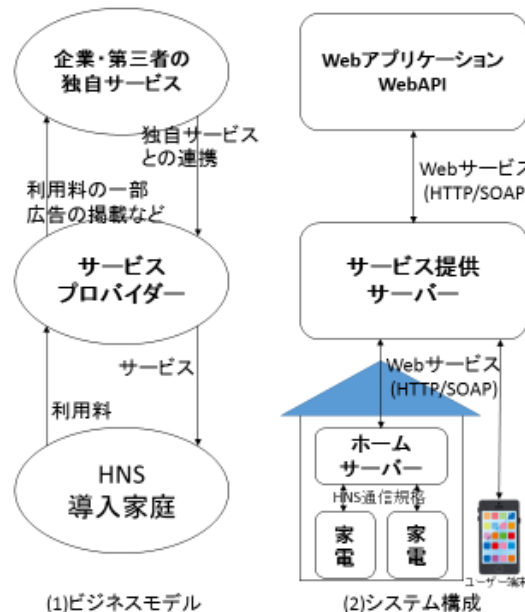 企業・第三者の
独自サービス
独自サービス
との連携
利用料の一部
広告の掲載など
サービス
プロバイダー
サービス
利用料
HNS
導入家庭
(1)ビジネスモデル
Webアプリケーション
WebAPI
Webサービス
(HTTP/SOAP)
サービス提供
サーバー
Webサービス
(HTTP/SOAP)
ホーム
サーバー
HNS通信規格
家
電
家
電
ユーザー端末
(2)システム構成